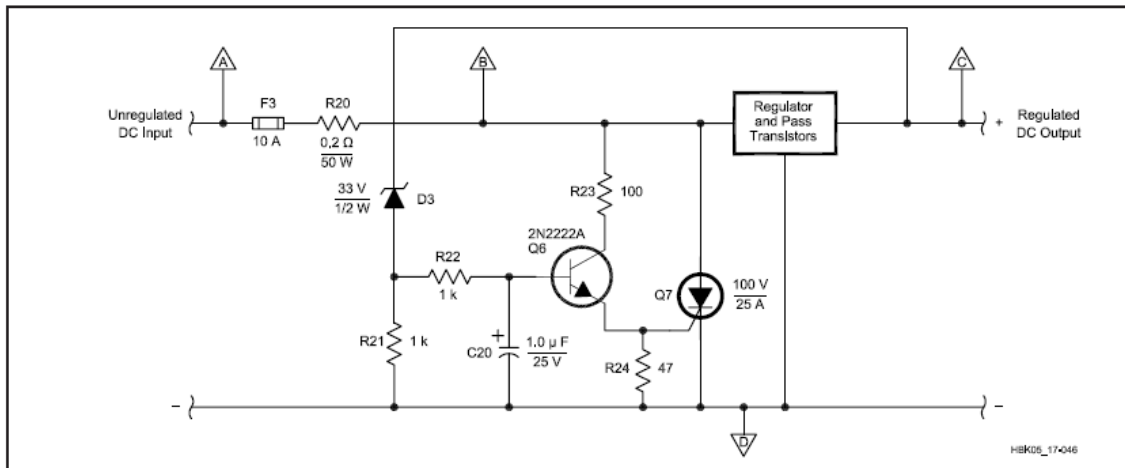 A
B
C
Unregulated
DC Input
F3
10 A
R20
0,2 Ω
50 W
Regulator
and Pass
Transistors
+
Regulated
DC Output
33 V
1/2 W
D3
R23
100
2N2222A
Q6
R22
1 k
Q7
100 V
25 A
R21
1 k
+
C20
1.0 µ F
25 V
R24
47
−
−
D
HBK05_17-046